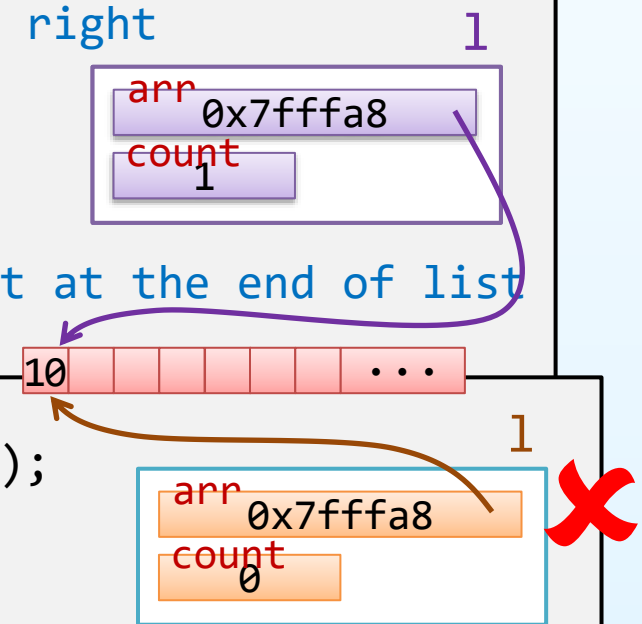 right
l
arr
0x7fffa8
count
1
t at the end of list
10 ...
l
);
arr
0x7fffa8
count
0